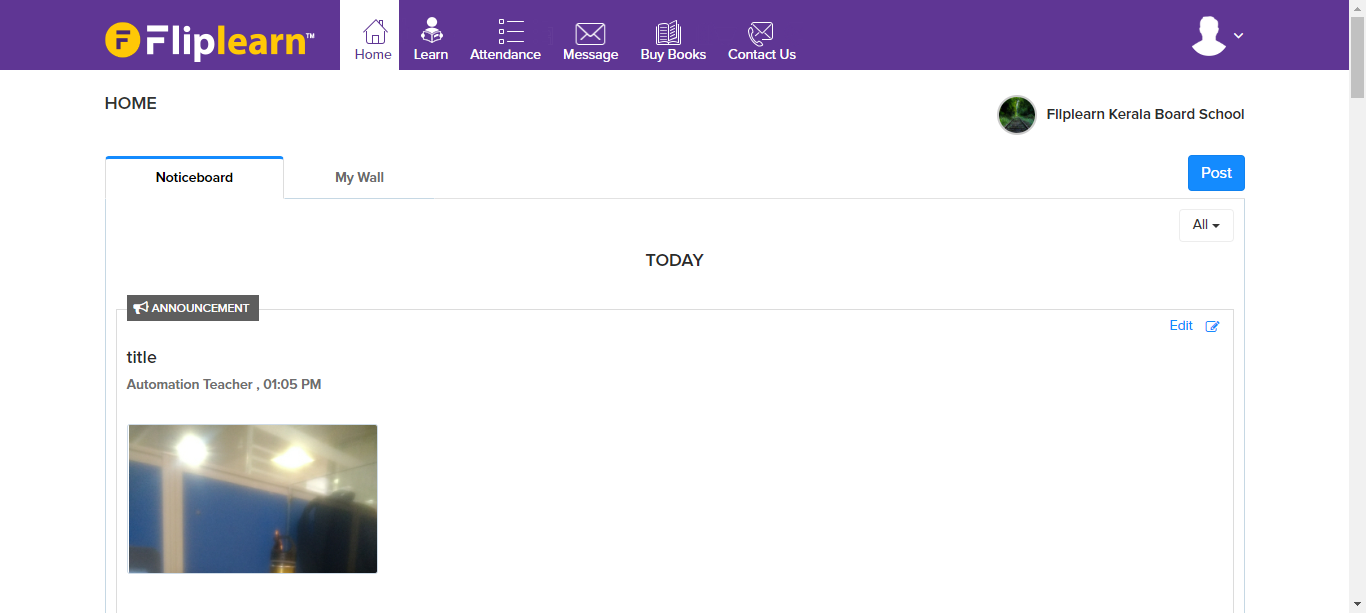 Fliplearn™
Home
Learn
Attendance
Message
Buy Books
Contact Us
HOME
Fliplearn Kerala Board School
Noticeboard
My Wall
Post
All
TODAY
ANNOUNCEMENT
Edit
title
Automation Teacher , 01:05 PM